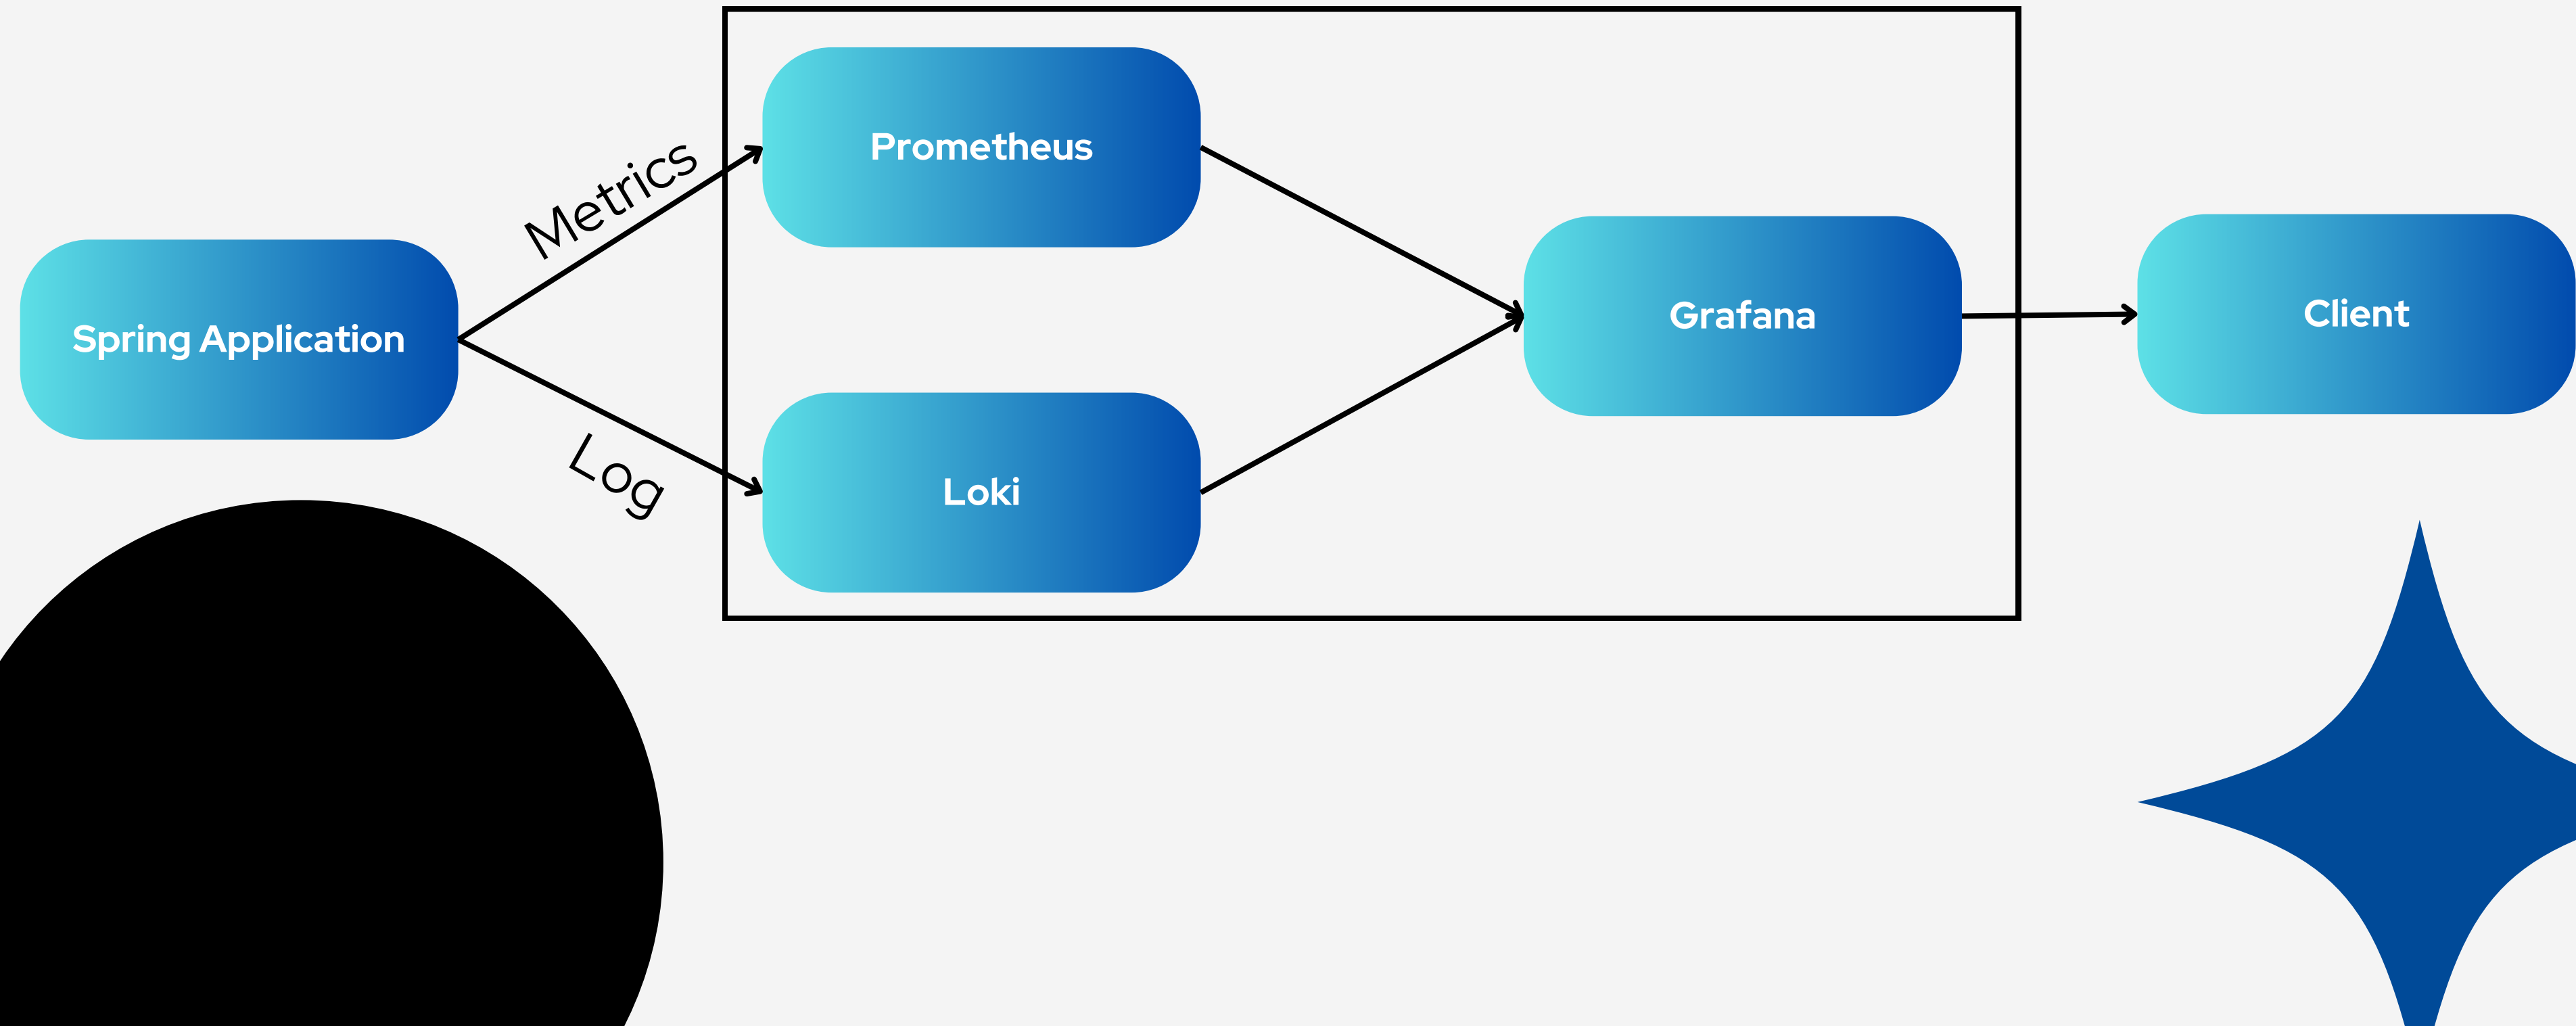 Metrics
Prometheus
Spring Application
Grafana
Client
Log
Loki